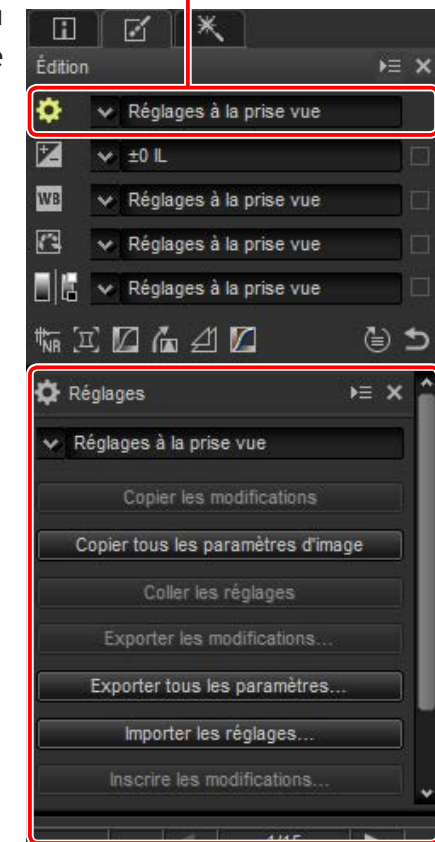 Édition
Réglages à la prise vue
±0 IL
WB Réglages à la prise vue
Réglages à la prise vue
Réglages à la prise vue
NR
Réglages
Réglages à la prise vue
Copier les modifications
Copier tous les paramètres d'image
Coller les réglages
Exporter les modifications...
Exporter tous les paramètres...
Importer les réglages...
Inscrire les modifications...